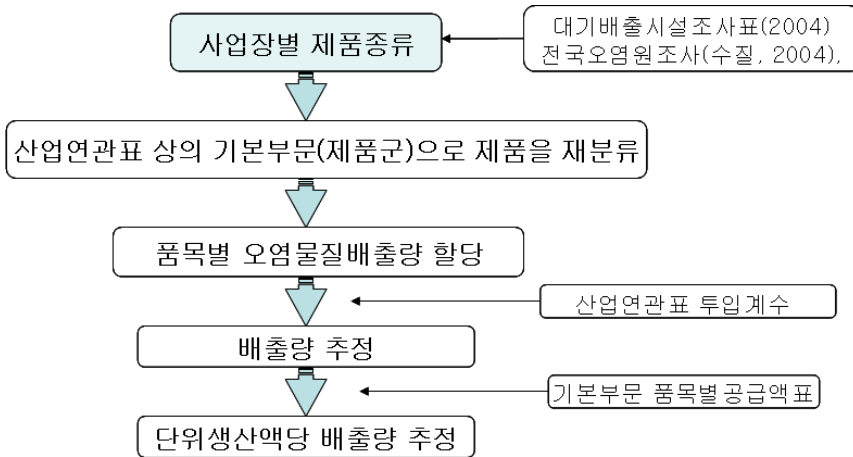 사업장별 제품종류
대기배출시설조사표(2004)
전국오염원조사(수질, 2004),
산업연관표 상의 기본부문(제품군)으로 제품을 재분류
품목별 오염물질배출량 할당
산업연관표 투입계수
배출량 추정
기본부문 품목별공급액표
단위생산액당 배출량 추정